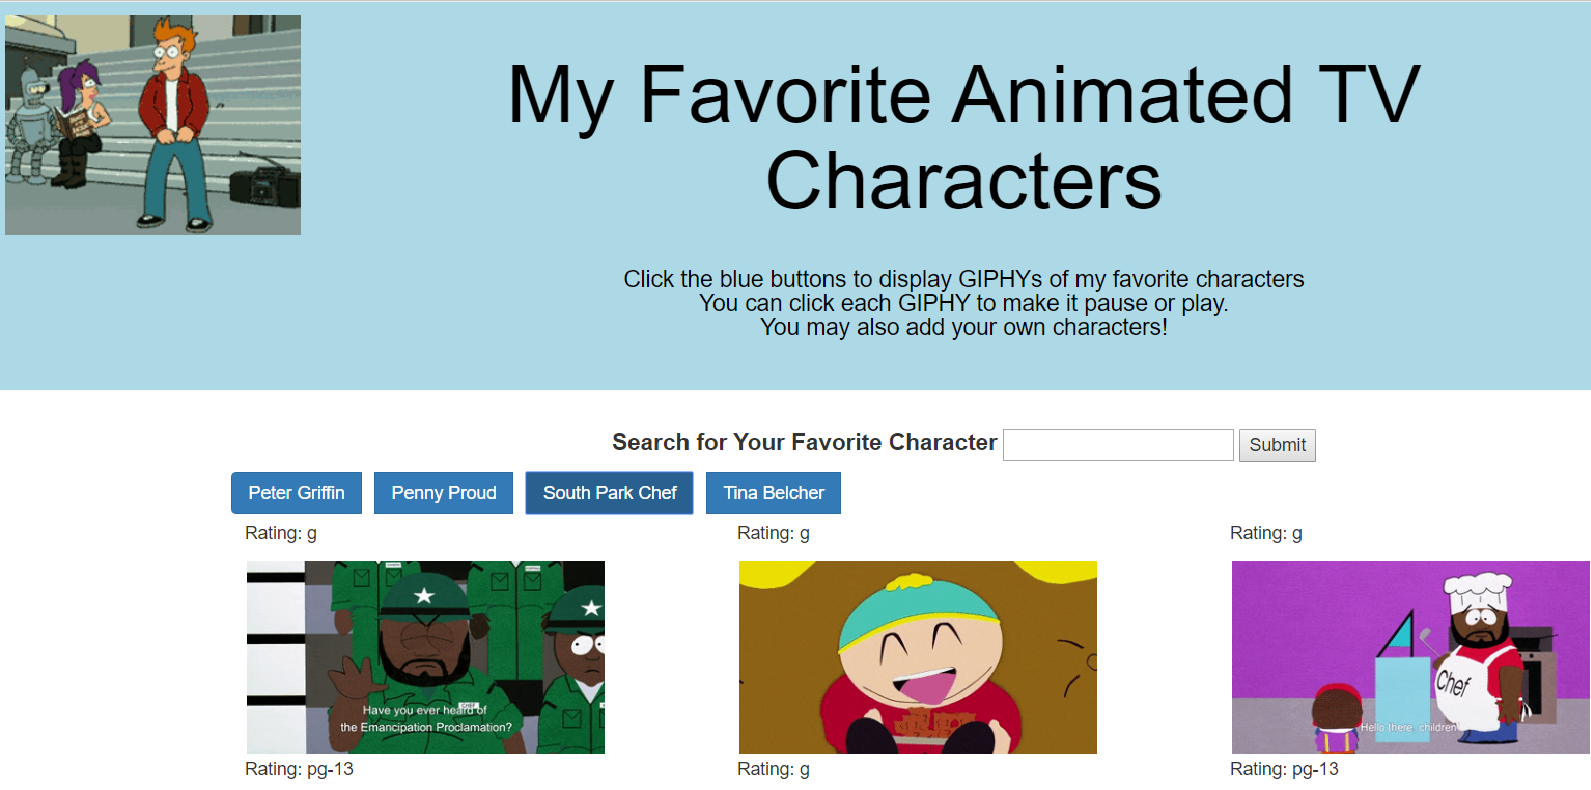 My Favorite Animated TV
Characters
Click the blue buttons to display GIPHYs of my favorite characters
You can click each GIPHY to make it pause or play.
You may also add your own characters!
Search for Your Favorite Character
Submit
Peter Griffin
Penny Proud
South Park Chef
Tina Belcher
Rating: g
Rating: g
Rating: g
CHEF
Have you ever heard of
the Emancipation Proclamation?
Chef
Hello there, children!
Rating: pg-13
Rating: g
Rating: pg-13